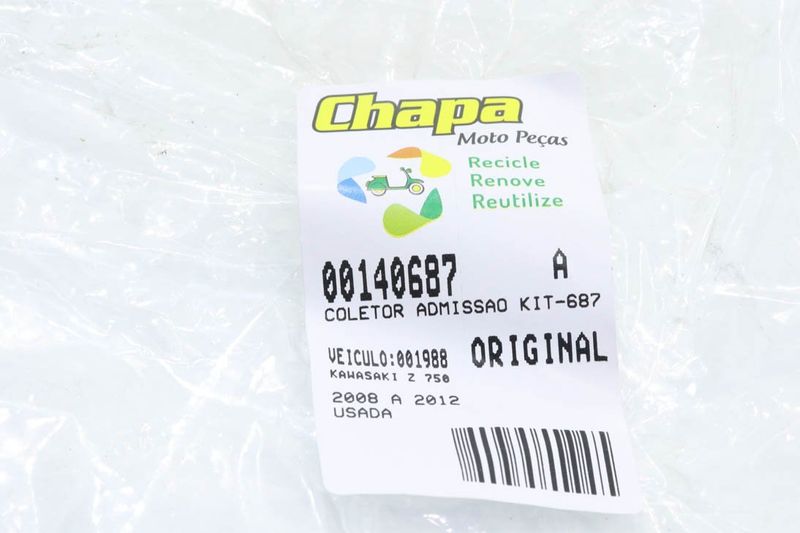 Chapa
Moto Peças
Recicle
Renove
Reutilize
00140687 A
COLETOR ADMISSAO KIT-687
VEICULO:001988 ORIGINAL
KAWASAKI Z 750
2008 A 2012
USADA